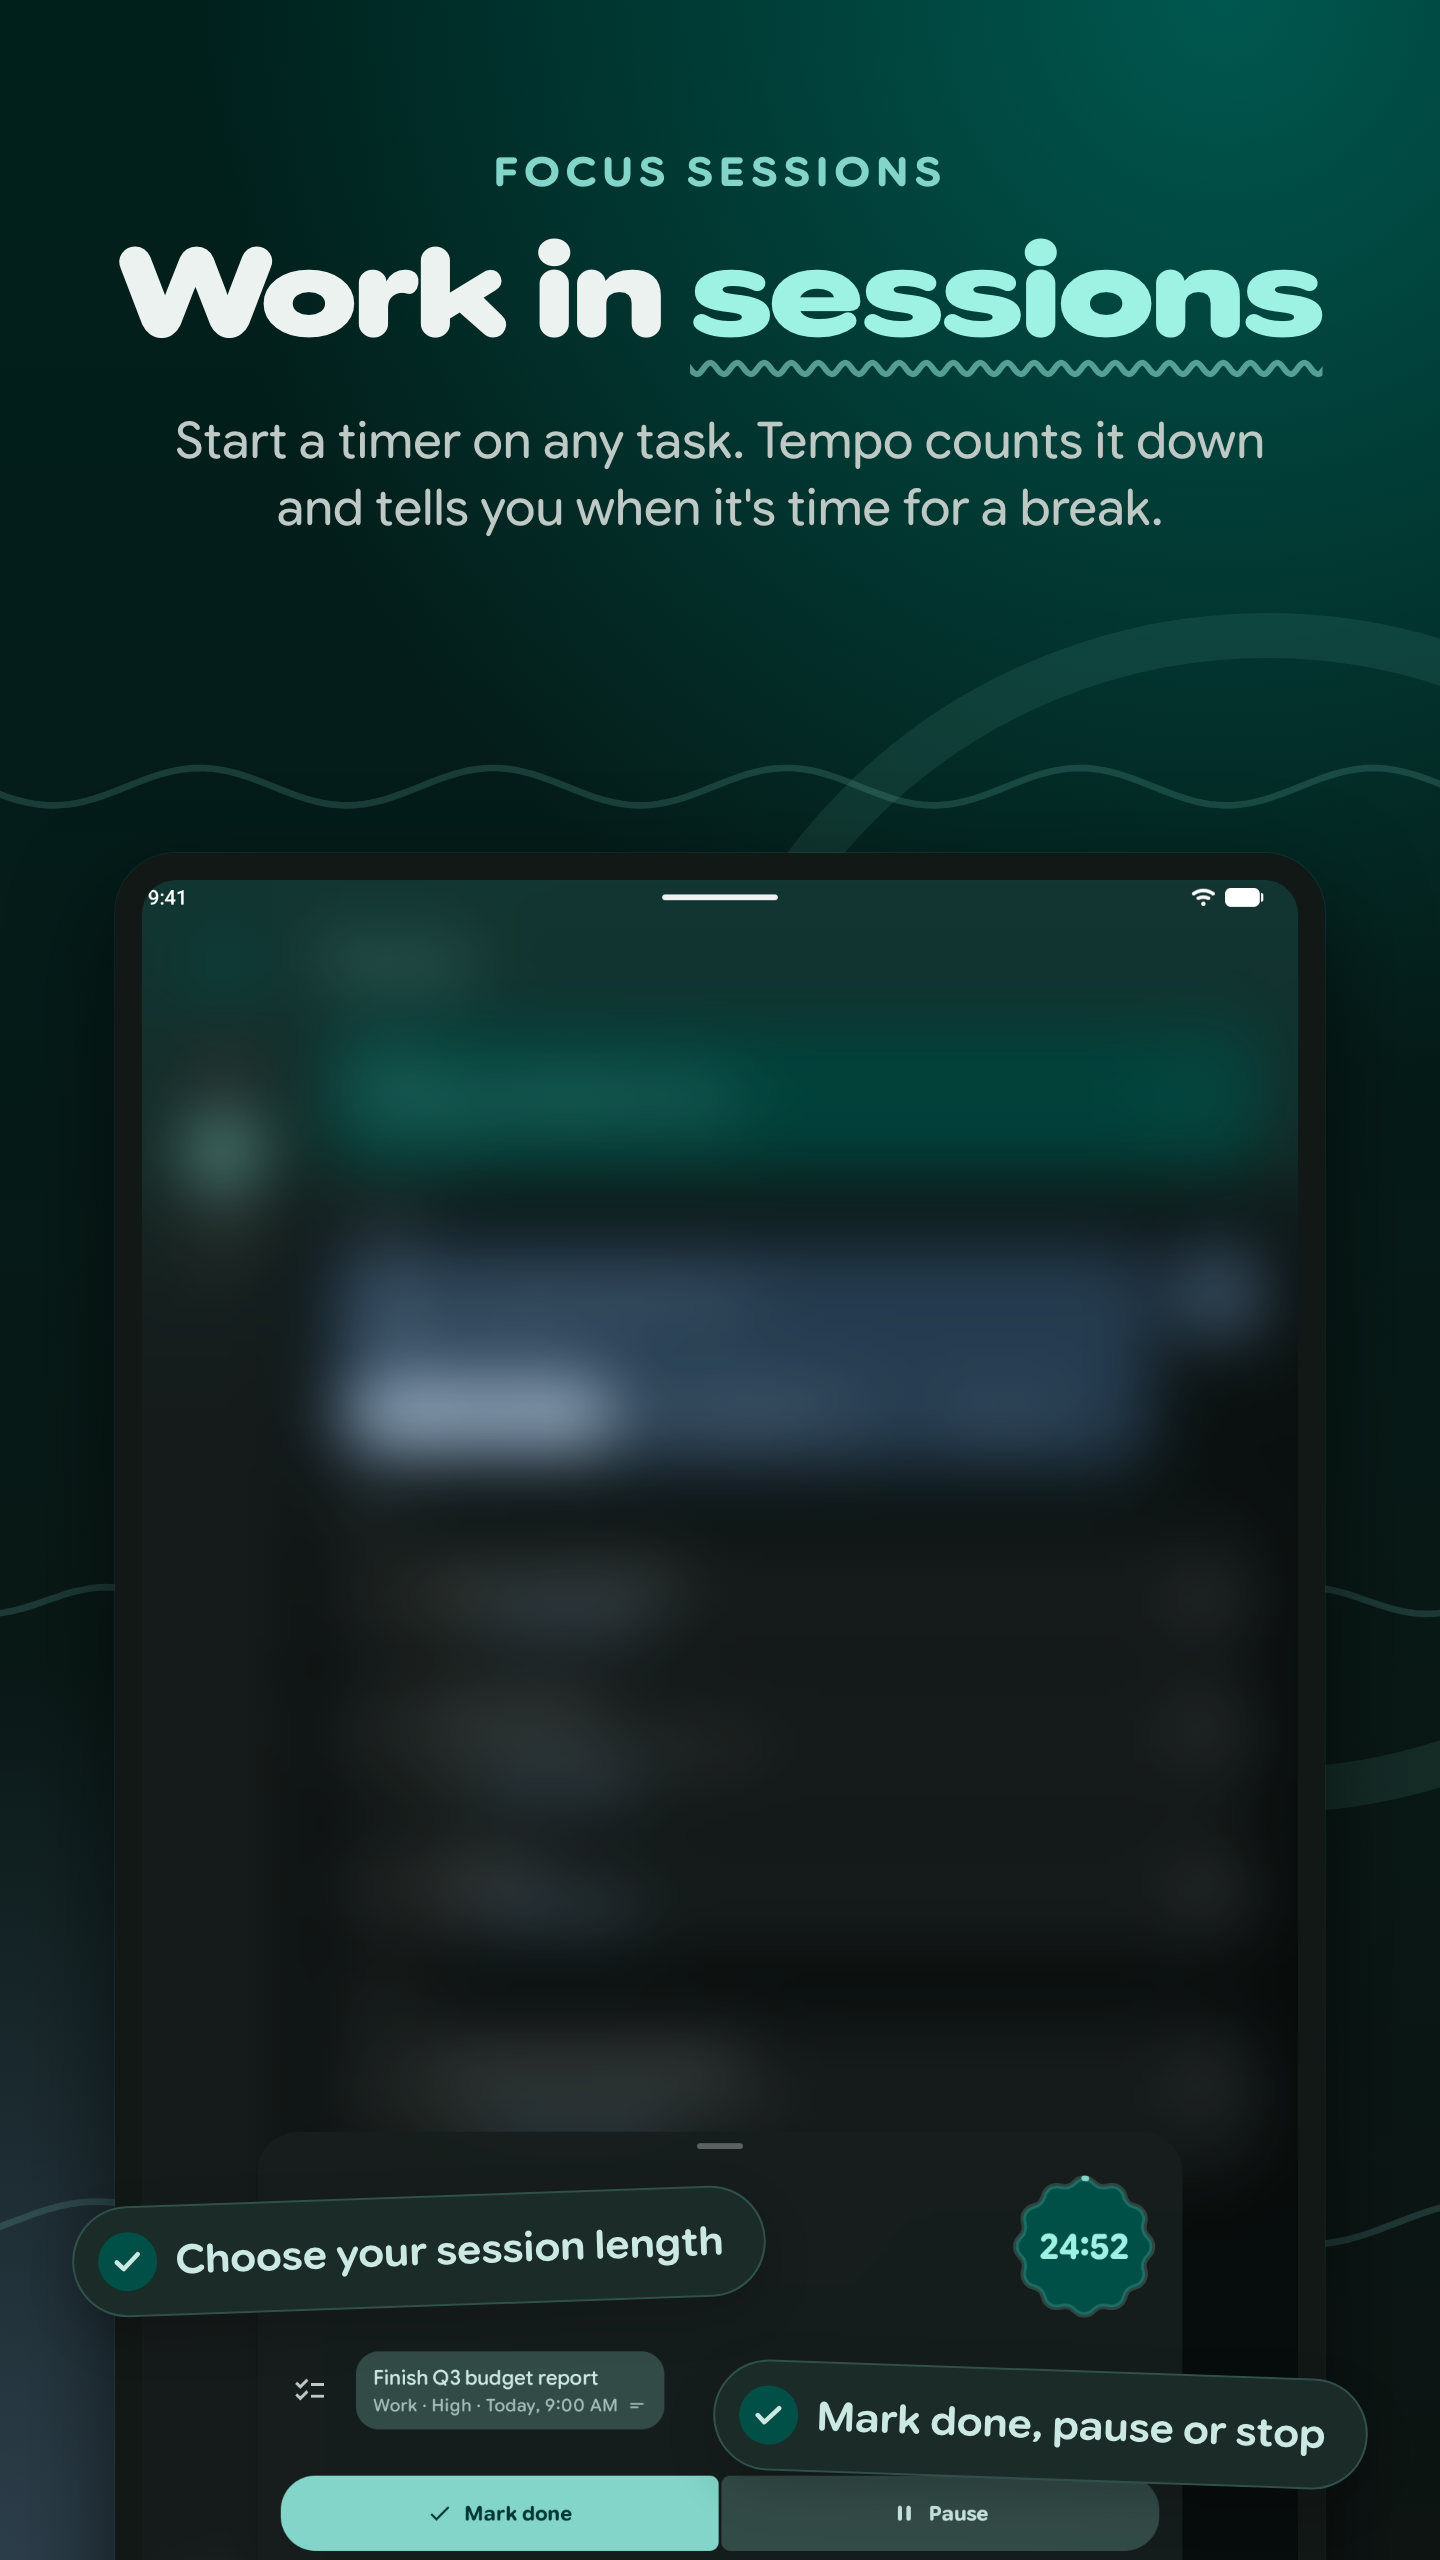 FOCUS SESSIONS
Work in sessions
Start a timer on any task. Tempo counts it down
and tells you when it's time for a break.
9:41
Choose your session length
24:52
Finish Q3 budget report
Work · High · Today, 9:00 AM
Mark done, pause or stop
Mark done
Pause